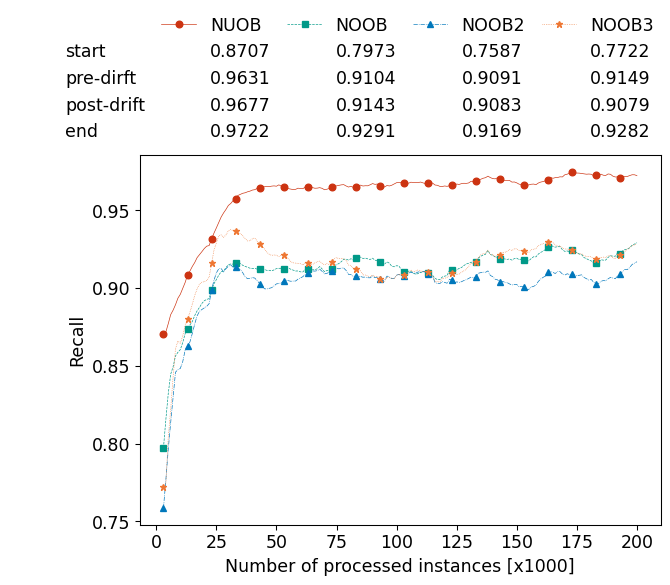 NUOB NOOB NOOB2 NOOB3
start 0.8707 0.7973 0.7587 0.7722
pre-dirft 0.9631 0.9104 0.9091 0.9149
post-drift 0.9677 0.9143 0.9083 0.9079
end 0.9722 0.9291 0.9169 0.9282
0.95
0.90
0.85
0.80
0.75
Recall
0 25 50 75 100 125 150 175 200
Number of processed instances [x1000]